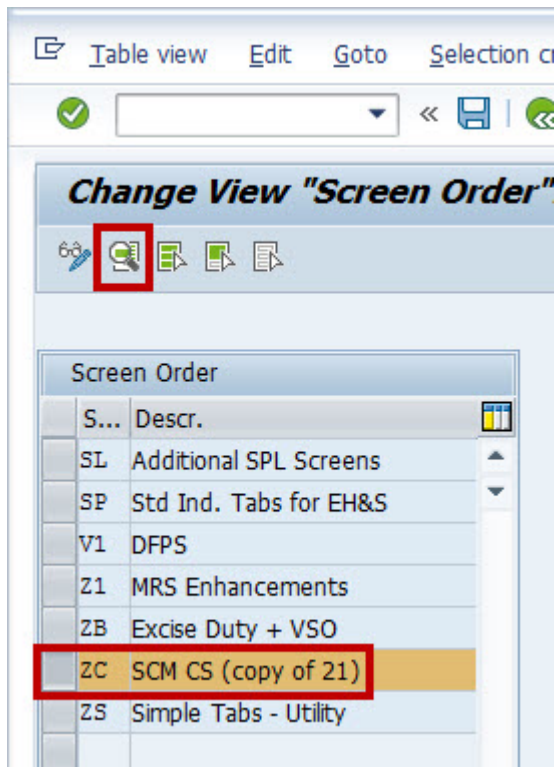 Table view Edit Goto Selection cr
Change View "Screen Order":
Screen Order
S... Descr.
SL Additional SPL Screens
SP Std Ind. Tabs for EH&S
V1 DFPS
Z1 MRS Enhancements
ZB Excise Duty + VSO
ZC SCM CS (copy of 21)
ZS Simple Tabs - Utility